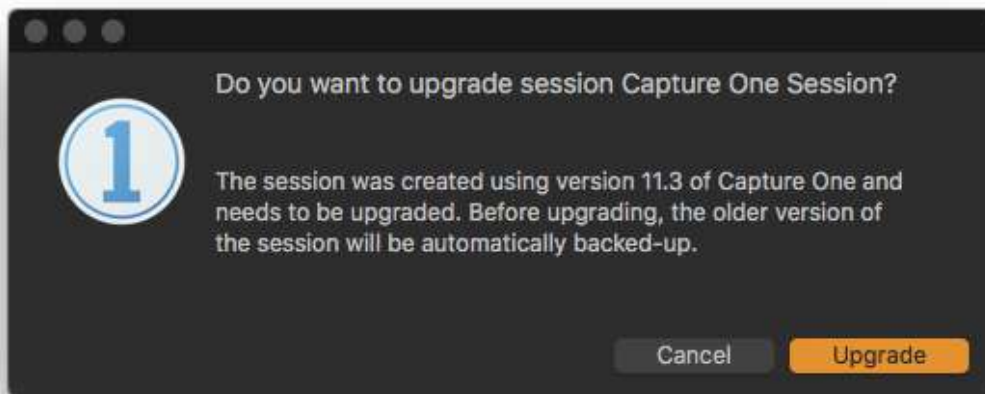 Do you want to upgrade session Capture One Session?
1
The session was created using version 11.3 of Capture One and
needs to be upgraded. Before upgrading, the older version of
the session will be automatically backed-up.
Cancel
Upgrade